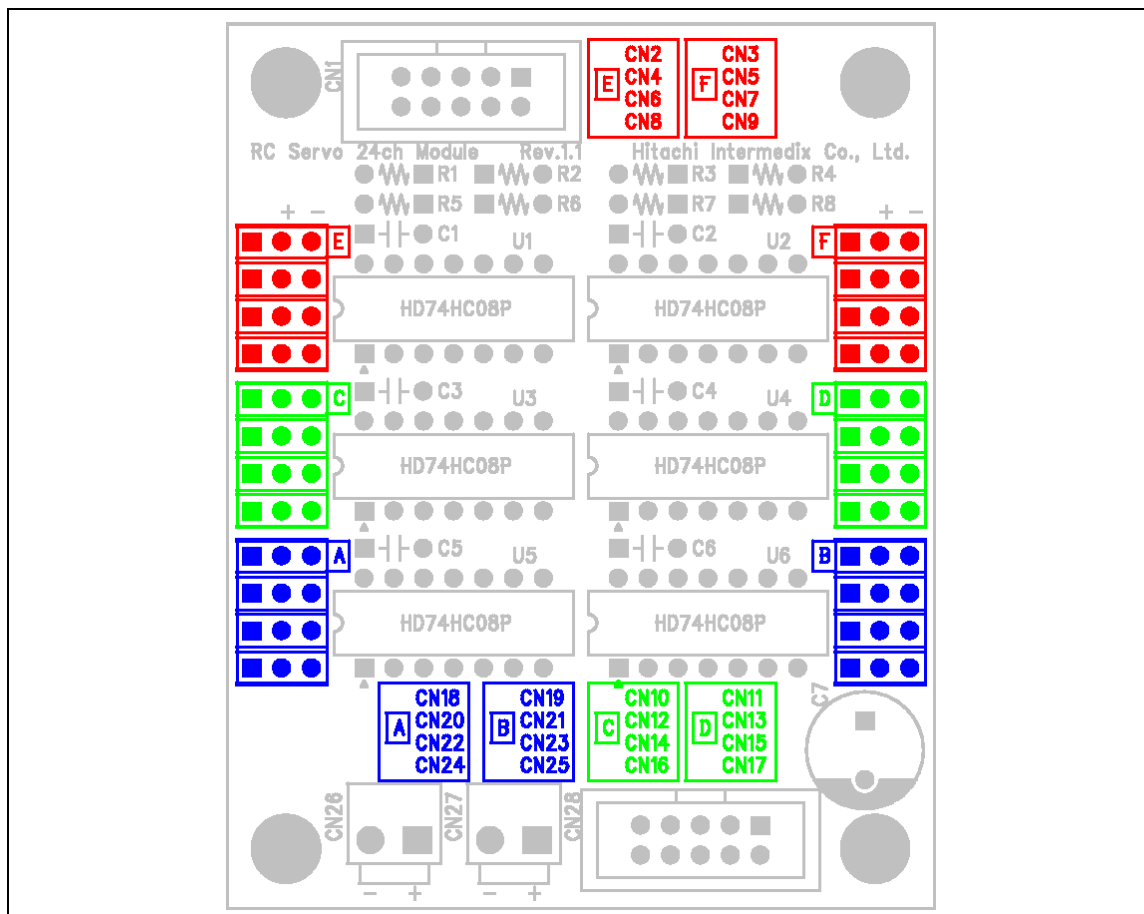 CN1
E CN2
CN4
CN6
CN8
F CN3
CN5
CN7
CN9
RC Servo 24ch Module Rev.1.1 Hitachi Intermedix Co., Ltd.
R1 R2 R3 R4
R5 R6 R7 R8
+ - + -
C1 U1 C2 U2
E F
HD74HC08P HD74HC08P
C3 U3 C4 U4
C D
HD74HC08P HD74HC08P
C5 U5 C6 U6
A B
HD74HC08P HD74HC08P
A CN18
CN20
CN22
CN24
B CN19
CN21
CN23
CN25
C CN10
CN12
CN14
CN16
D CN11
CN13
CN15
CN17
C7
CN26 CN27 CN28
- + - +